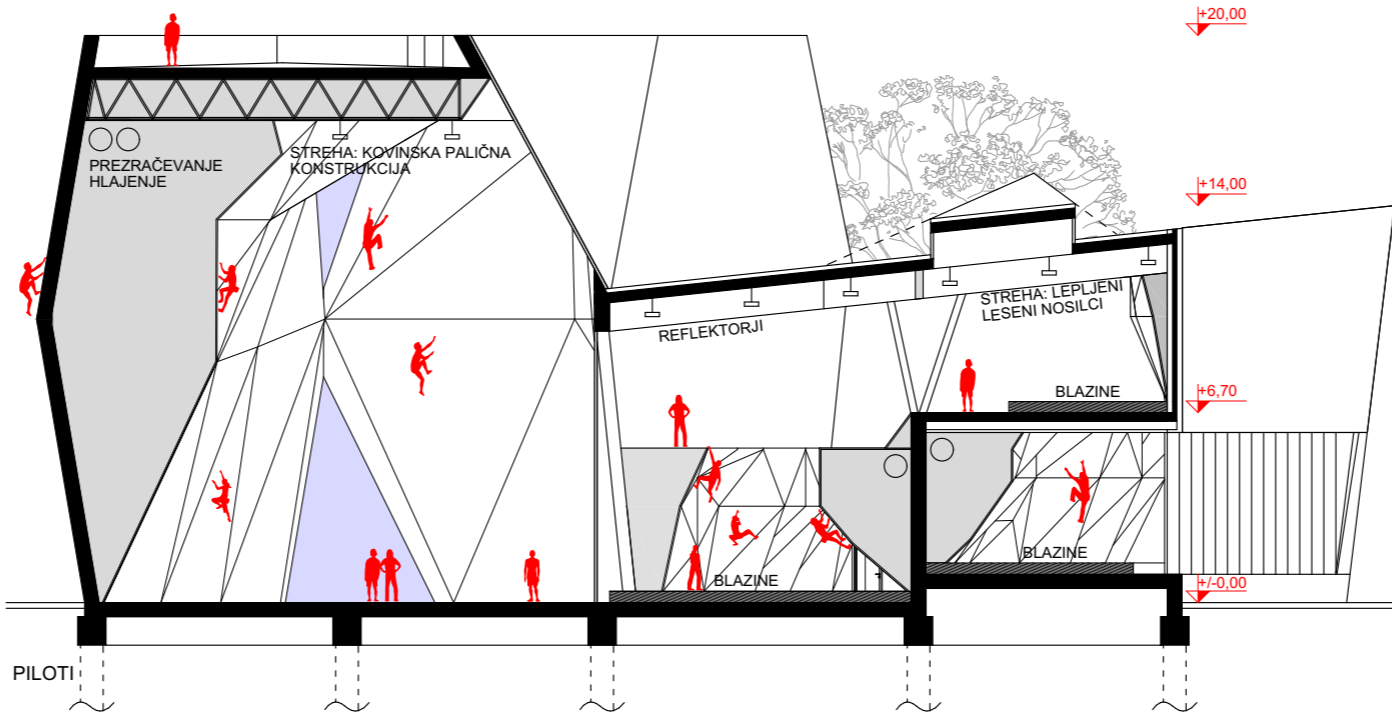 +20,00
PREZRAČEVANJE
HLAJENJE
STREHA: KOVINSKA PALIČNA
KONSTRUKCIJA
+14,00
STREHA: LEPLJENI
LESENI NOSILCI
REFLEKTORJI
BLAZINE
+6,70
BLAZINE
BLAZINE
+/-0,00
PILOTI